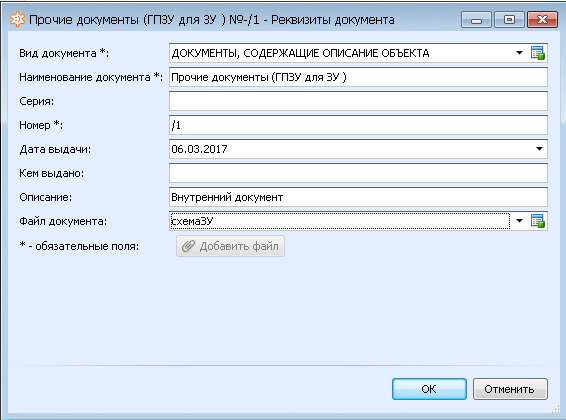 Прочие документы (ГПЗУ для ЗУ ) №-/1 - Реквизиты документа
Вид документа *: ДОКУМЕНТЫ, СОДЕРЖАЩИЕ ОПИСАНИЕ ОБЪЕКТА
Наименование документа *: Прочие документы (ГПЗУ для ЗУ )
Серия:
Номер *: /1
Дата выдачи: 06.03.2017
Кем выдано:
Описание: Внутренний документ
Файл документа: схемаЗУ
* - обязательные поля: Добавить файл
OK Отменить